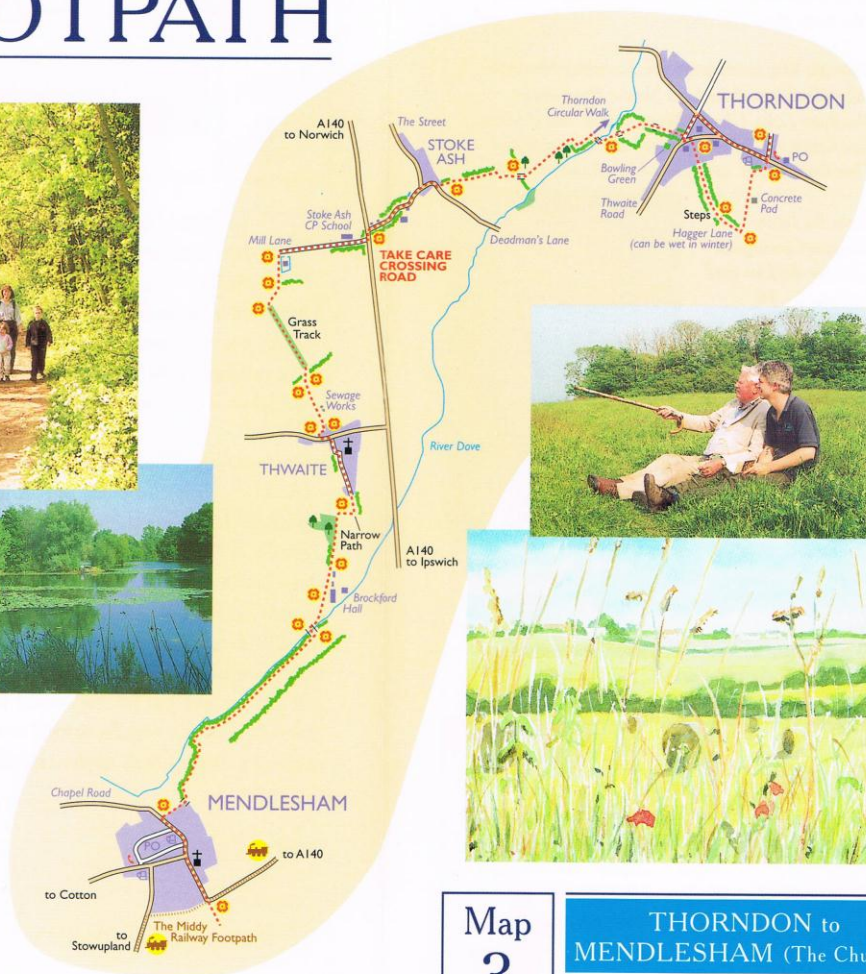 OTPATH
A140
to Norwich
The Street
STOKE
ASH
Thorndon
Circular Walk
THORNDON
PO
Bowling
Green
Thwaite
Road
Steps
Concrete
Pad
Hagger Lane
(can be wet in winter)
Deadman's Lane
Stoke Ash
CP School
Mill Lane
TAKE CARE
CROSSING
ROAD
Grass
Track
Sewage
Works
River Dove
THWAITE
Narrow
Path
A140
to Ipswich
Brockford
Hall
Chapel Road
MENDLESHAM
PO
to A140
to Cotton
to
Stowupland
The Middy
Railway Footpath
Map
3
THORNDON to
MENDLESHAM (The Chu